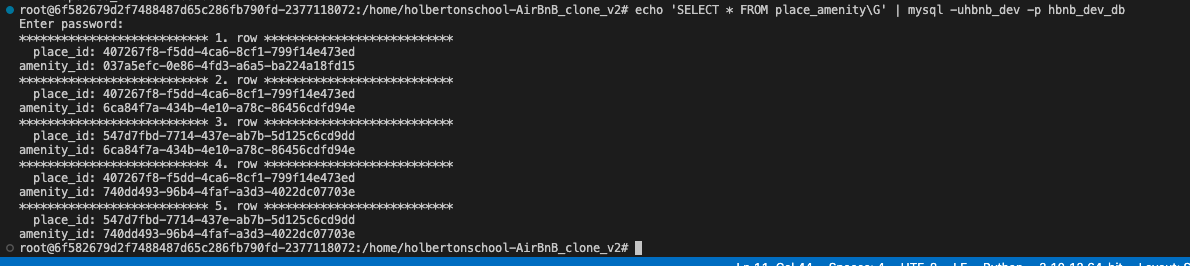 root@6f582679d2f7488487d65c286fb790fd-2377118072:/home/holbertonschool-AirBnB_clone_v2# echo 'SELECT * FROM place_amenity\G' | mysql -uhbnb_dev -p hbnb_dev_db
Enter password:
*************************** 1. row ***************************
  place_id: 407267f8-f5dd-4ca6-8cf1-799f14e473ed
amenity_id: 037a5efc-0e86-4fd3-a6a5-ba224a18fd15
*************************** 2. row ***************************
  place_id: 407267f8-f5dd-4ca6-8cf1-799f14e473ed
amenity_id: 6ca84f7a-434b-4e10-a78c-86456cdfd94e
*************************** 3. row ***************************
  place_id: 547d7fbd-7714-437e-ab7b-5d125c6cd9dd
amenity_id: 6ca84f7a-434b-4e10-a78c-86456cdfd94e
*************************** 4. row ***************************
  place_id: 407267f8-f5dd-4ca6-8cf1-799f14e473ed
amenity_id: 740dd493-96b4-4faf-a3d3-4022dc07703e
*************************** 5. row ***************************
  place_id: 547d7fbd-7714-437e-ab7b-5d125c6cd9dd
amenity_id: 740dd493-96b4-4faf-a3d3-4022dc07703e
root@6f582679d2f7488487d65c286fb790fd-2377118072:/home/holbertonschool-AirBnB_clone_v2#